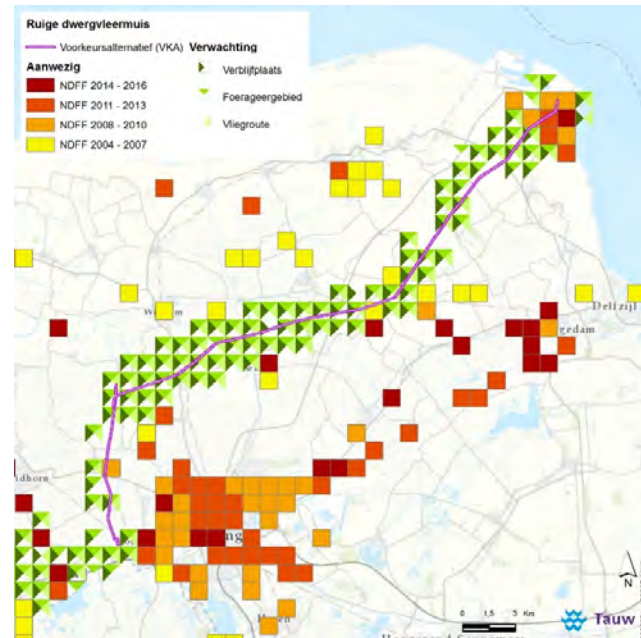 Ruige dwergvleermuis
Voorkeursalternatief (VKA)
Verwachting
Aanwezig
Verblijfplaats
NDFF 2014 - 2016
NDFF 2011 - 2013
Foerageergebied
NDFF 2008 - 2010
Vliegroute
NDFF 2004 - 2007
Delfzijl
gedam
idhorn
ng
N
0 1,5 3 Km
Tauw